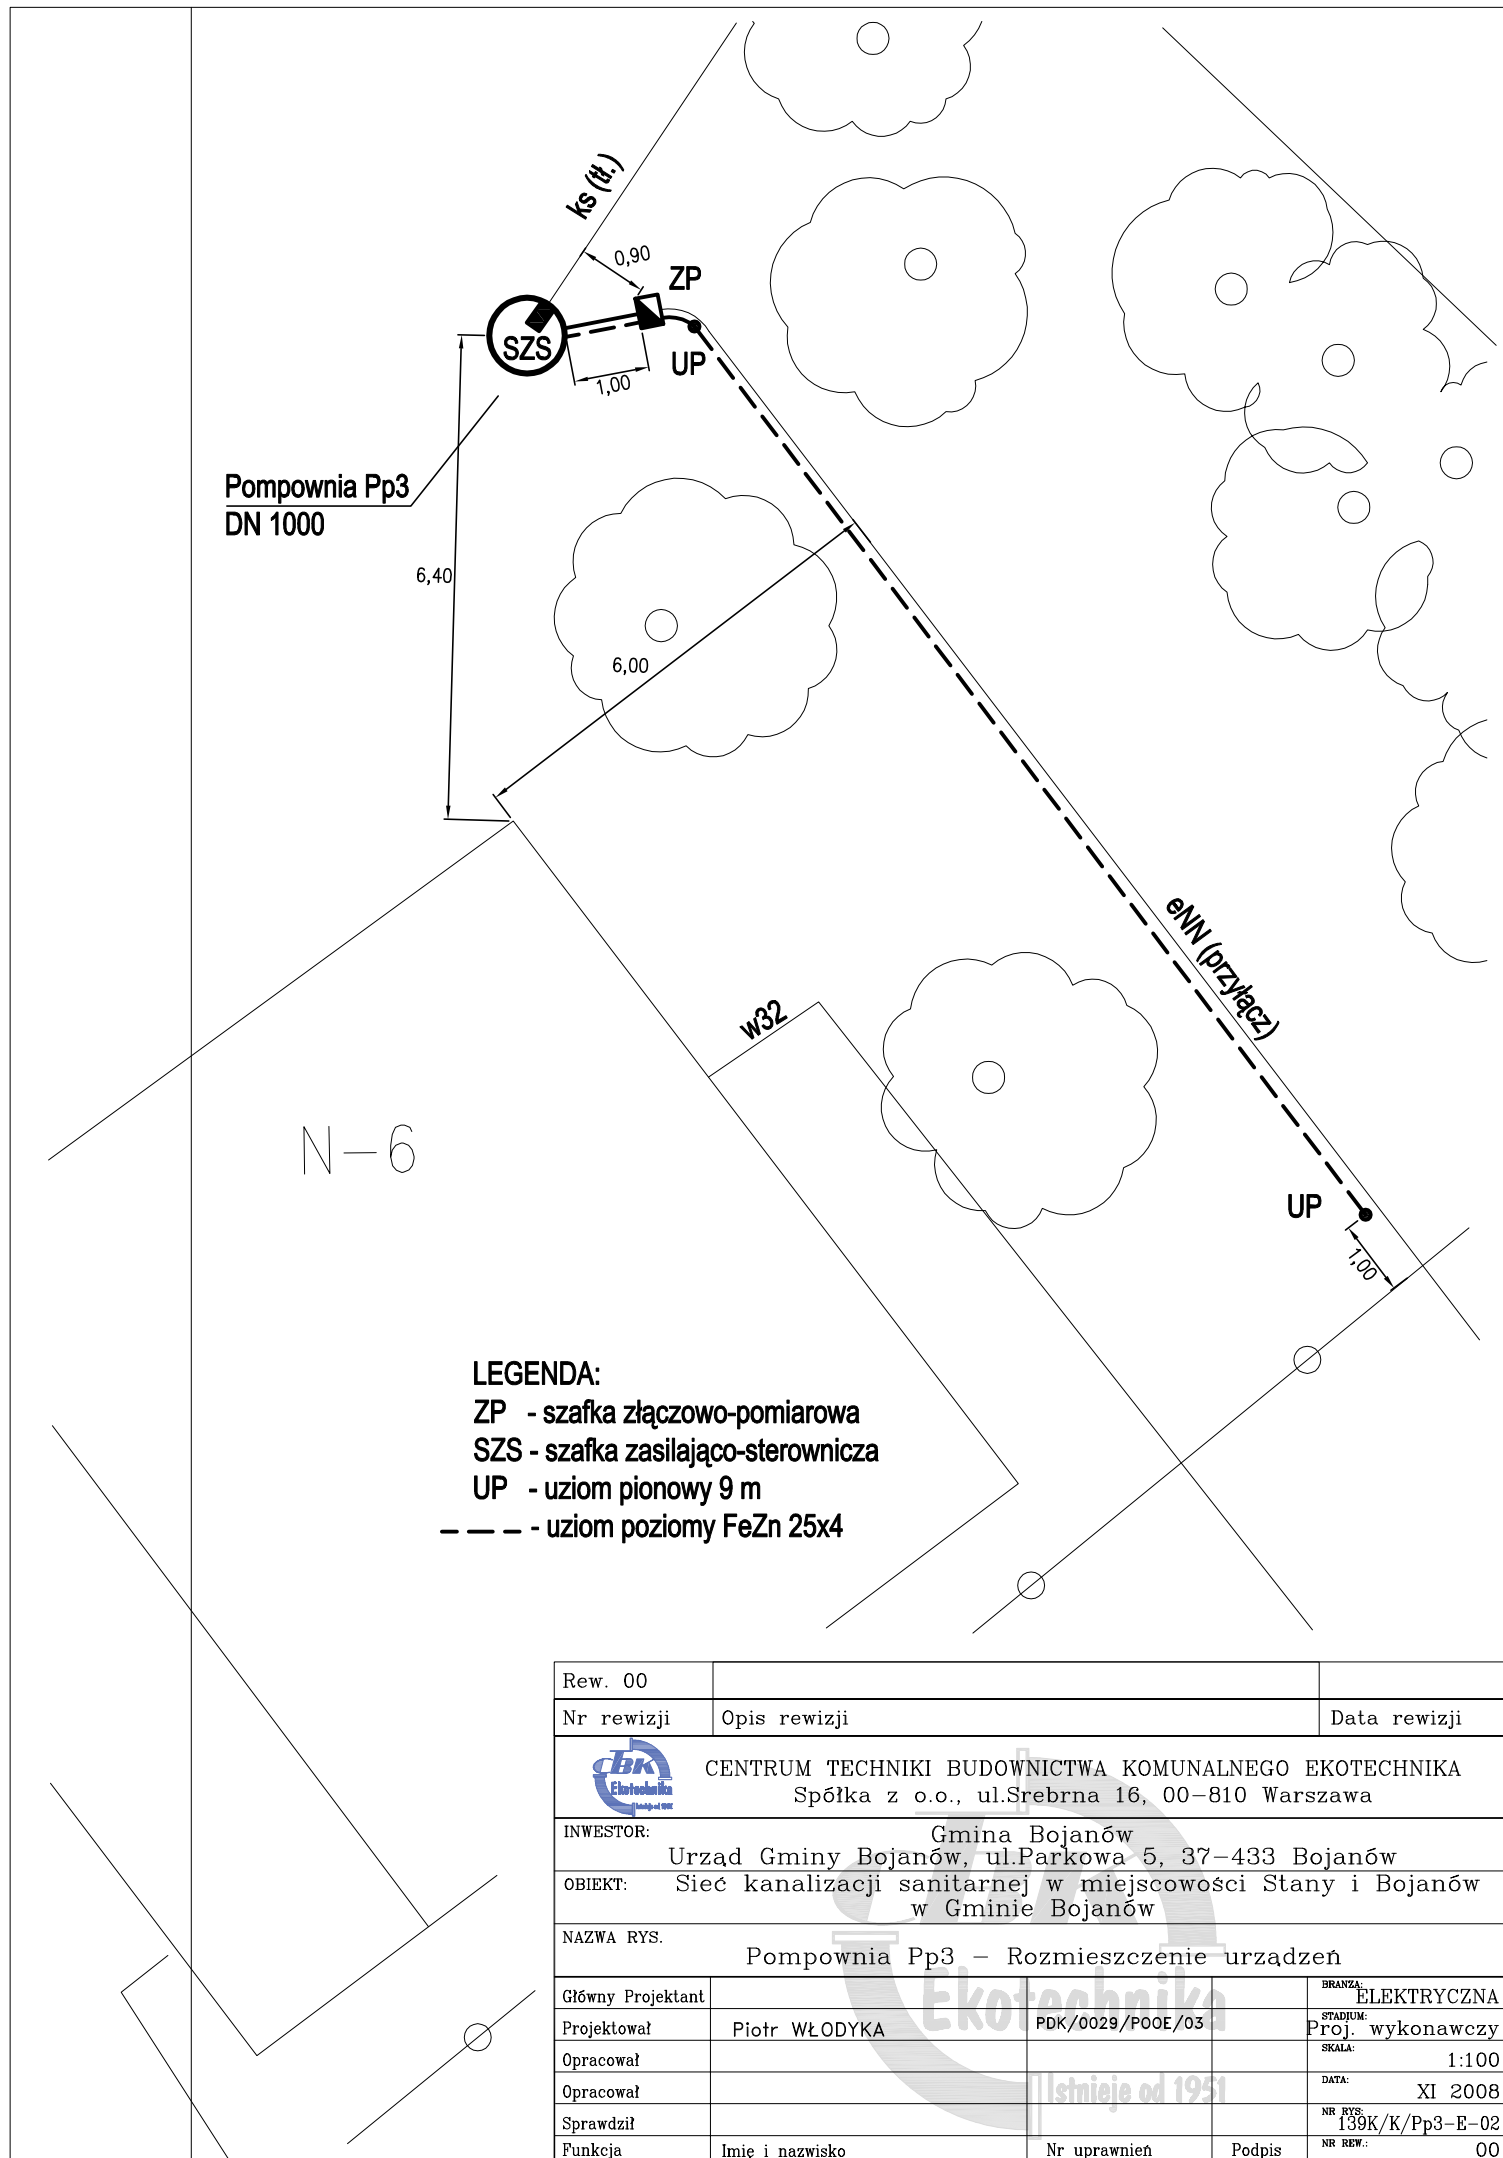 ks (tł.)
0,90
ZP
SZS
UP
1,00
Pompownia Pp3
DN 1000
6,40
6,00
eNN (przyłącz)
w32
N-6
UP
1,00
LEGENDA:
ZP - szafka złączowo-pomiarowa
SZS - szafka zasilająco-sterownicza
UP - uziom pionowy 9 m
- uziom poziomy FeZn 25x4
Rew. 00
Nr rewizji Opis rewizji Data rewizji
CBK
Ekotechnika
Istnieje od 1951
CENTRUM TECHNIKI BUDOWNICTWA KOMUNALNEGO EKOTECHNIKA
Spółka z o.o., ul.Srebrna 16, 00-810 Warszawa
INWESTOR: Gmina Bojanów
Urząd Gminy Bojanów, ul.Parkowa 5, 37-433 Bojanów
OBIEKT: Sieć kanalizacji sanitarnej w miejscowości Stany i Bojanów
w Gminie Bojanów
NAZWA RYS.
Pompownia Pp3 - Rozmieszczenie urządzeń
Główny Projektant BRANŻA: ELEKTRYCZNA
Projektował Piotr WŁODYKA PDK/0029/POOE/03 STADIUM: Proj. wykonawczy
Opracował SKALA: 1:100
Opracował DATA: XI 2008
Sprawdził NR RYS: 139K/K/Pp3-E-02
Funkcja Imię i nazwisko Nr uprawnień Podpis NR REW.: 00
CBK
Ekotechnika
Istnieje od 1951